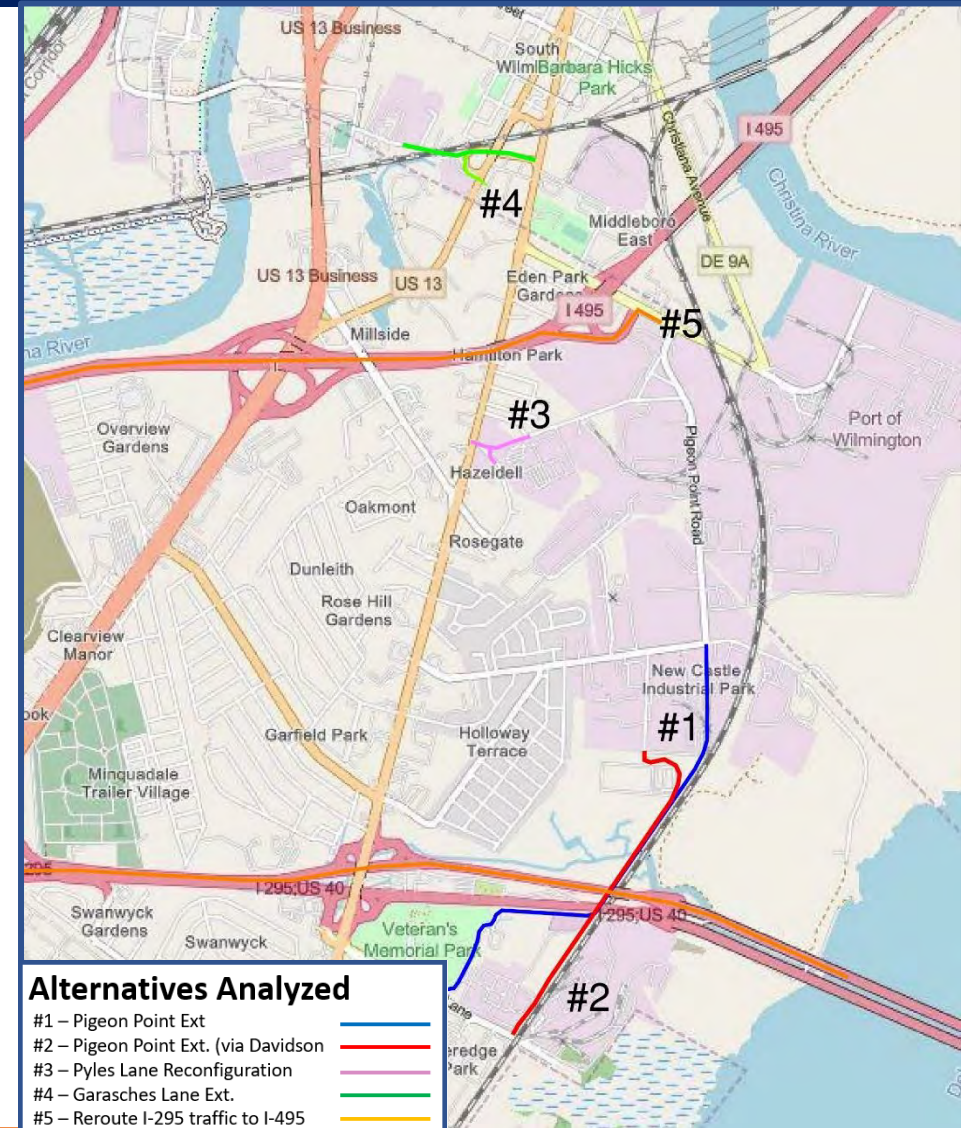 US 13 Business
South
Wilm
Barbara Hicks
Park
Christiana Avenue
I 495
Christina River
#4
Middleboro
East
DE 9A
US 13 Business
US 13
Eden Park
Gardens
I 495
#5
Millside
na River
Hamilton Park
#3
Overview
Gardens
Port of
Wilmington
Pigeon Point Road
Hazeldell
Oakmont
Rosegate
Dunleith
Rose Hill
Gardens
Clearview
Manor
New Castle
Industrial Park
ook
#1
Garfield Park
Holloway
Terrace
Minquadale
Trailer Village
295
I 295;US 40
I 295;US 40
Swanwyck
Gardens
Swanwyck
Veteran's
Memorial Park
#2
ane
eredge
Park
Alternatives Analyzed
#1 – Pigeon Point Ext
#2 – Pigeon Point Ext. (via Davidson
#3 – Pyles Lane Reconfiguration
#4 – Garasches Lane Ext.
#5 – Reroute I-295 traffic to I-495